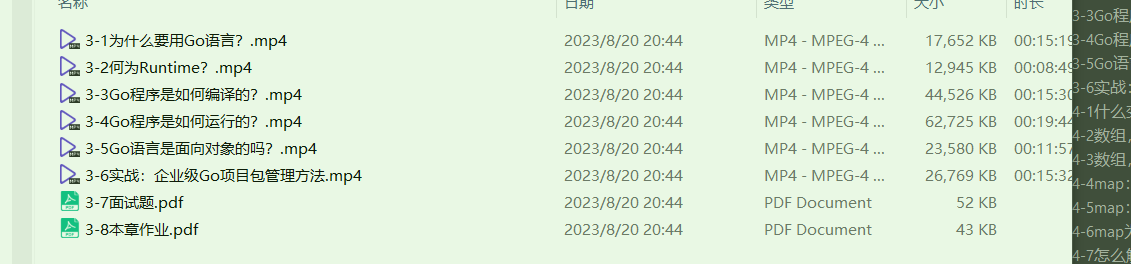 名称 日期 类型 大小 时长
3-1为什么要用Go语言？.mp4 2023/8/20 20:44 MP4 - MPEG-4 ... 17,652 KB 00:15:19
3-2何为Runtime？.mp4 2023/8/20 20:44 MP4 - MPEG-4 ... 12,945 KB 00:08:49
3-3Go程序是如何编译的？.mp4 2023/8/20 20:44 MP4 - MPEG-4 ... 44,526 KB 00:15:30
3-4Go程序是如何运行的？.mp4 2023/8/20 20:44 MP4 - MPEG-4 ... 62,725 KB 00:19:44
3-5Go语言是面向对象的吗？.mp4 2023/8/20 20:44 MP4 - MPEG-4 ... 23,580 KB 00:11:57
3-6实战：企业级Go项目包管理方法.mp4 2023/8/20 20:44 MP4 - MPEG-4 ... 26,769 KB 00:15:32
3-7面试题.pdf 2023/8/20 20:44 PDF Document 52 KB
3-8本章作业.pdf 2023/8/20 20:44 PDF Document 43 KB
3-3Go程
3-4Go程
3-5Go语
3-6实战：
4-1什么
4-2数组，
4-3数组，
4-4map：
4-5map：
4-6map为
4-7怎么